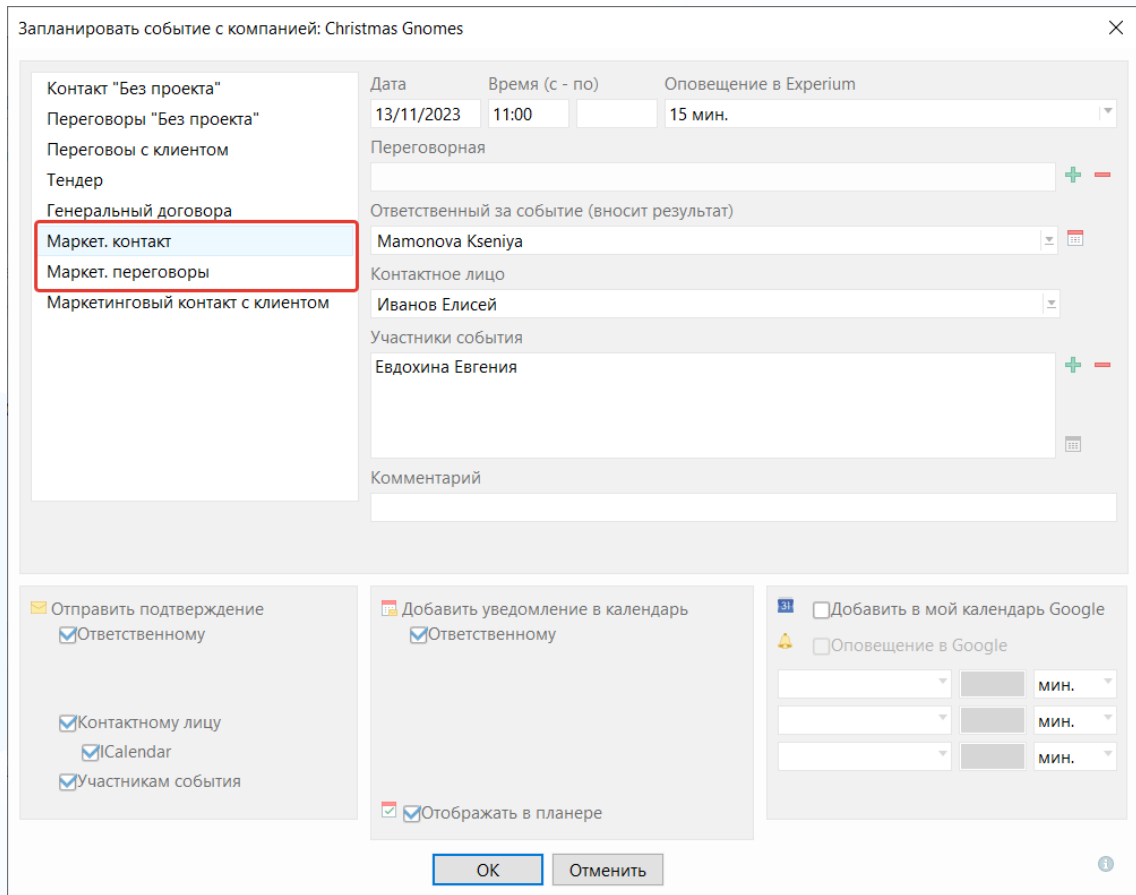 Запланировать событие с компанией: Christmas Gnomes
Контакт "Без проекта"
Переговоры "Без проекта"
Переговоы с клиентом
Тендер
Генеральный договора
Маркет. контакт
Маркет. переговоры
Маркетинговый контакт с клиентом
Дата Время (с - по) Оповещение в Experium
13/11/2023 11:00 15 мин.
Переговорная
Ответственный за событие (вносит результат)
Mamonova Kseniya
Контактное лицо
Иванов Елисей
Участники события
Евдохина Евгения
Комментарий
Отправить подтверждение
Ответственному
Контактному лицу
ICalendar
Участникам события
Добавить уведомление в календарь
Ответственному
Отображать в планере
31 Добавить в мой календарь Google
Оповещение в Google
мин.
мин.
мин.
OK Отменить